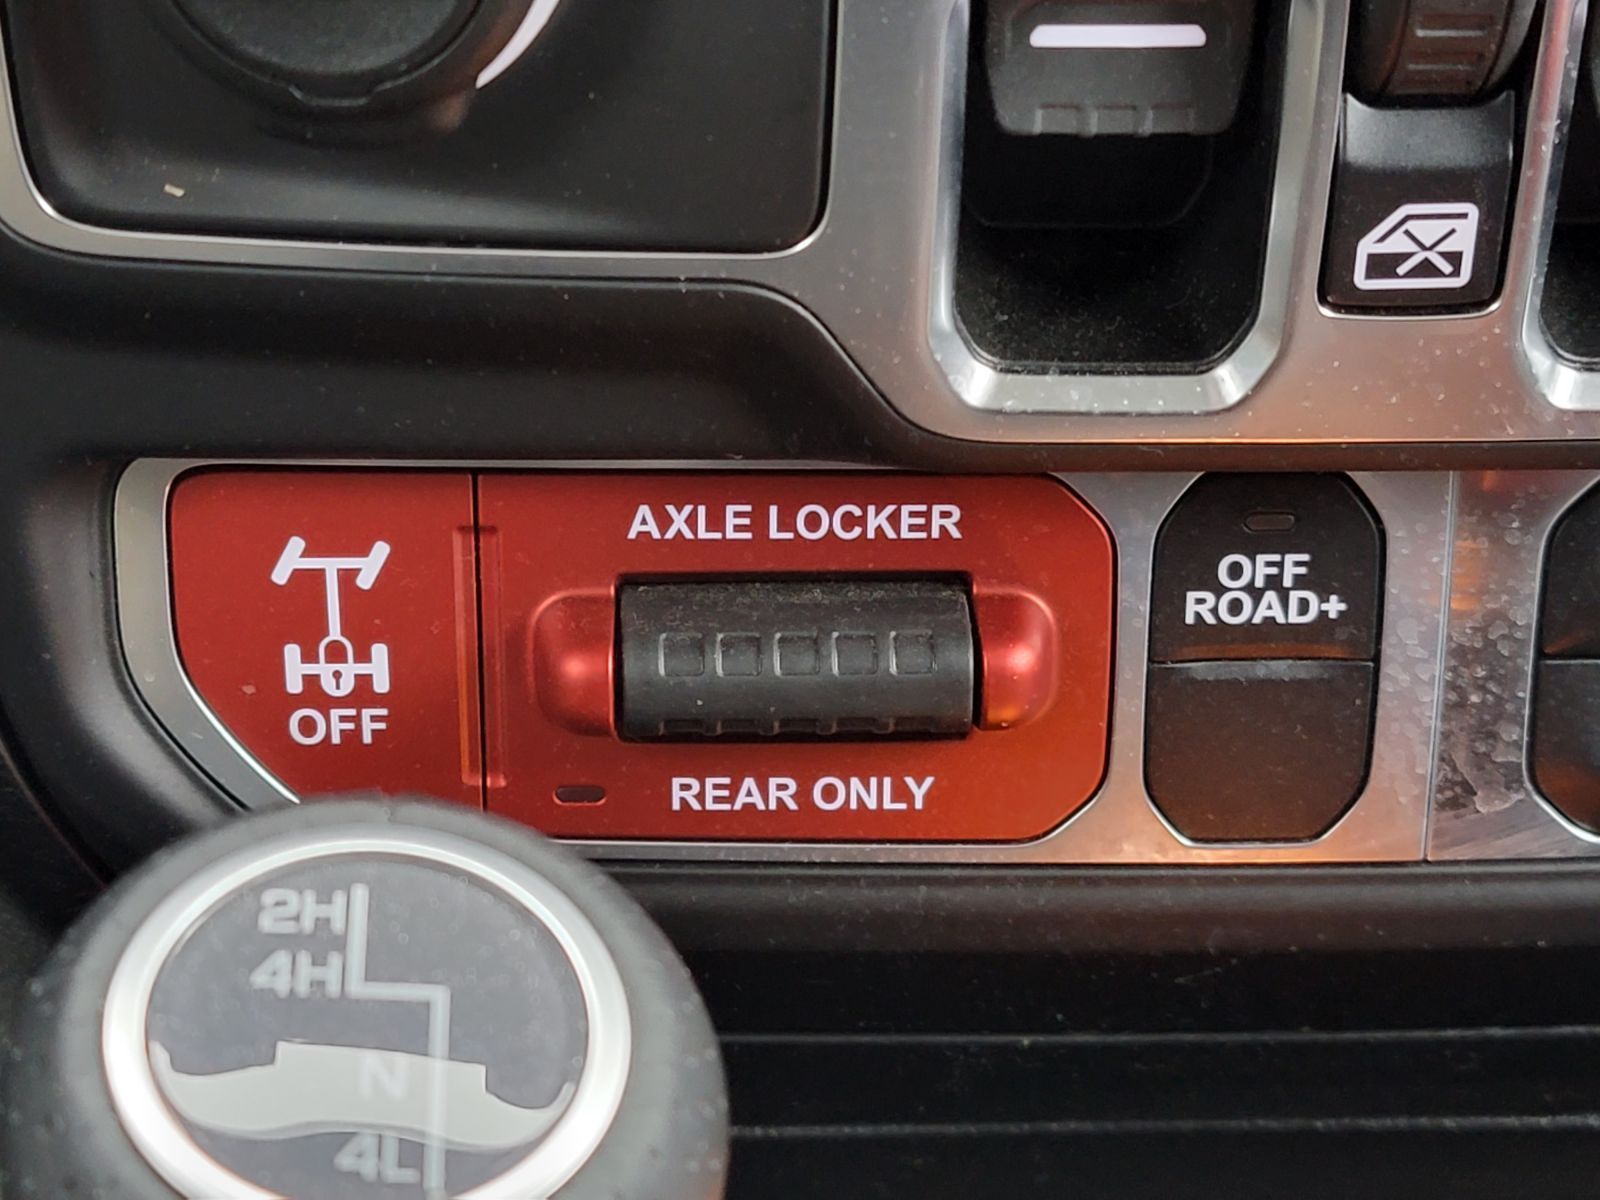 AXLE LOCKER
OFF
REAR ONLY
OFF
ROAD+
2H
4H
N
4L